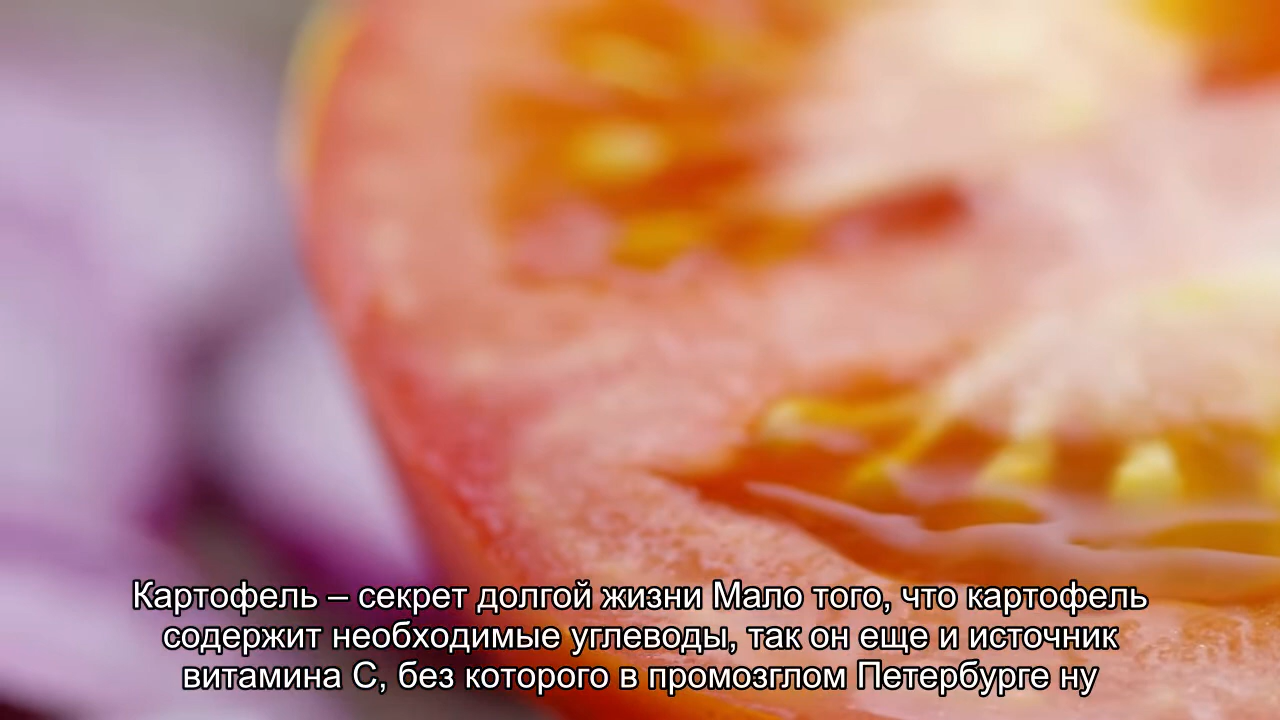 Картофель – секрет долгой жизни Мало того, что картофель
содержит необходимые углеводы, так он еще и источник
витамина С, без которого в промозглом Петербурге ну